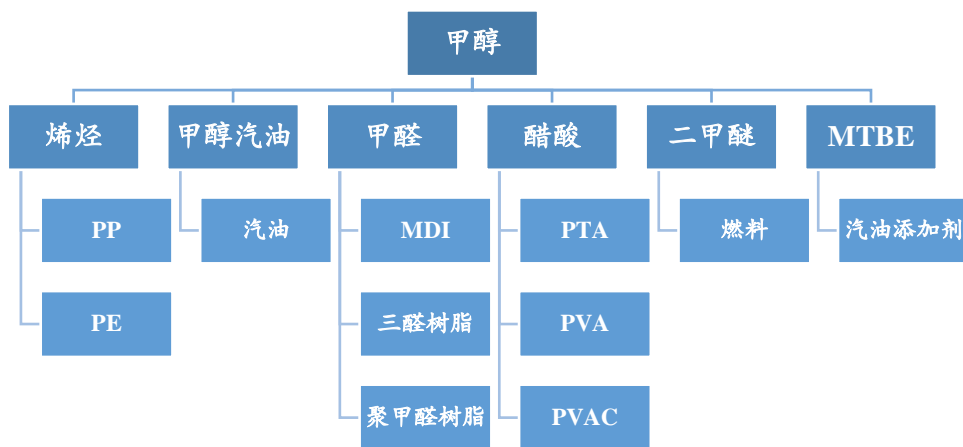 甲醇
烯烃
甲醇汽油
甲醛
醋酸
二甲醚
MTBE
PP
汽油
MDI
PTA
燃料
汽油添加剂
PE
三醛树脂
PVA
聚甲醛树脂
PVAC